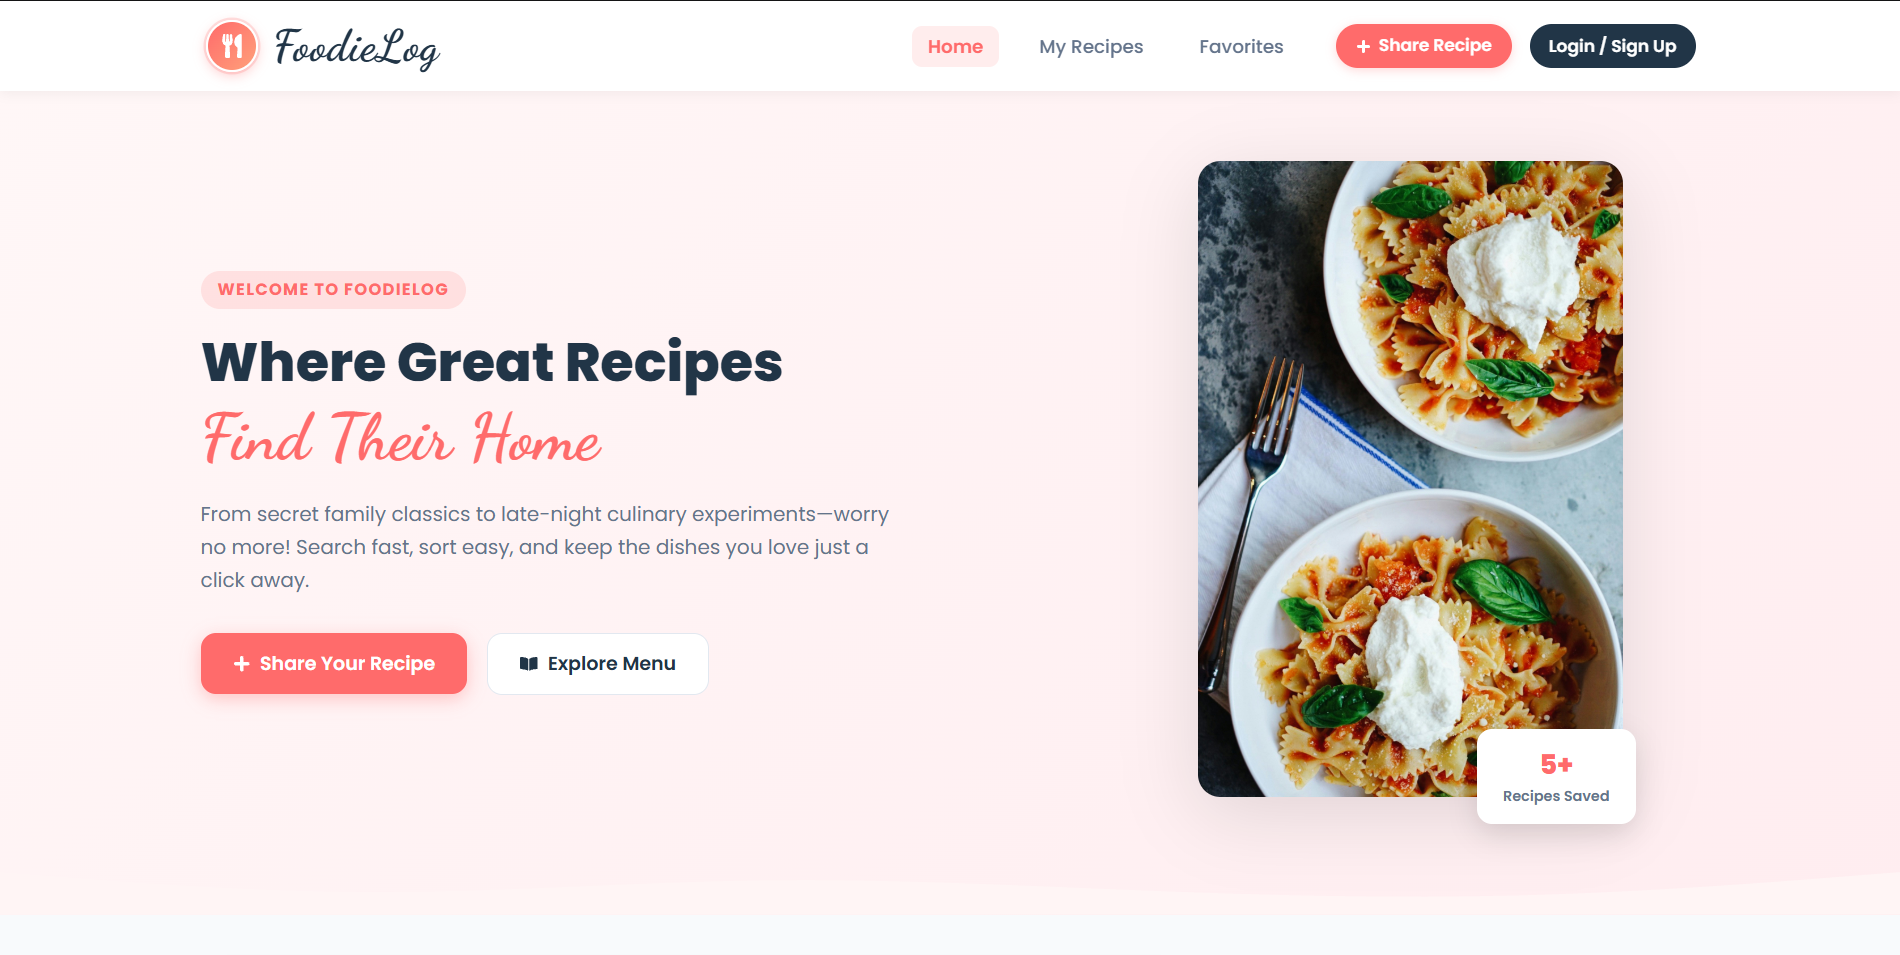 FoodieLog
Home
My Recipes
Favorites
Share Recipe
Login / Sign Up
WELCOME TO FOODIELOG
Where Great Recipes
Find Their Home
From secret family classics to late-night culinary experiments—worry
no more! Search fast, sort easy, and keep the dishes you love just a
click away.
Share Your Recipe
Explore Menu
5+
Recipes Saved